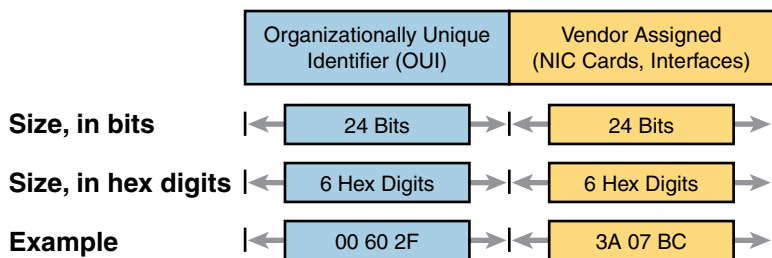 Organizationally Unique
Identifier (OUI)
Vendor Assigned
(NIC Cards, Interfaces)
Size, in bits
24 Bits
24 Bits
Size, in hex digits
6 Hex Digits
6 Hex Digits
Example
00 60 2F
3A 07 BC